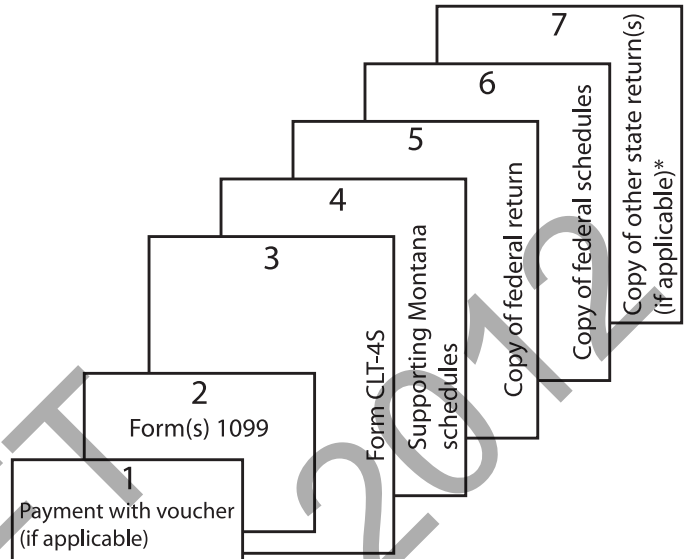 7
Copy of other state return(s)
(if applicable)*
6
Copy of federal schedules
5
Copy of federal return
4
Supporting Montana
schedules
3
Form CLT-4S
2
Form(s) 1099
1
Payment with voucher
(if applicable)
2012